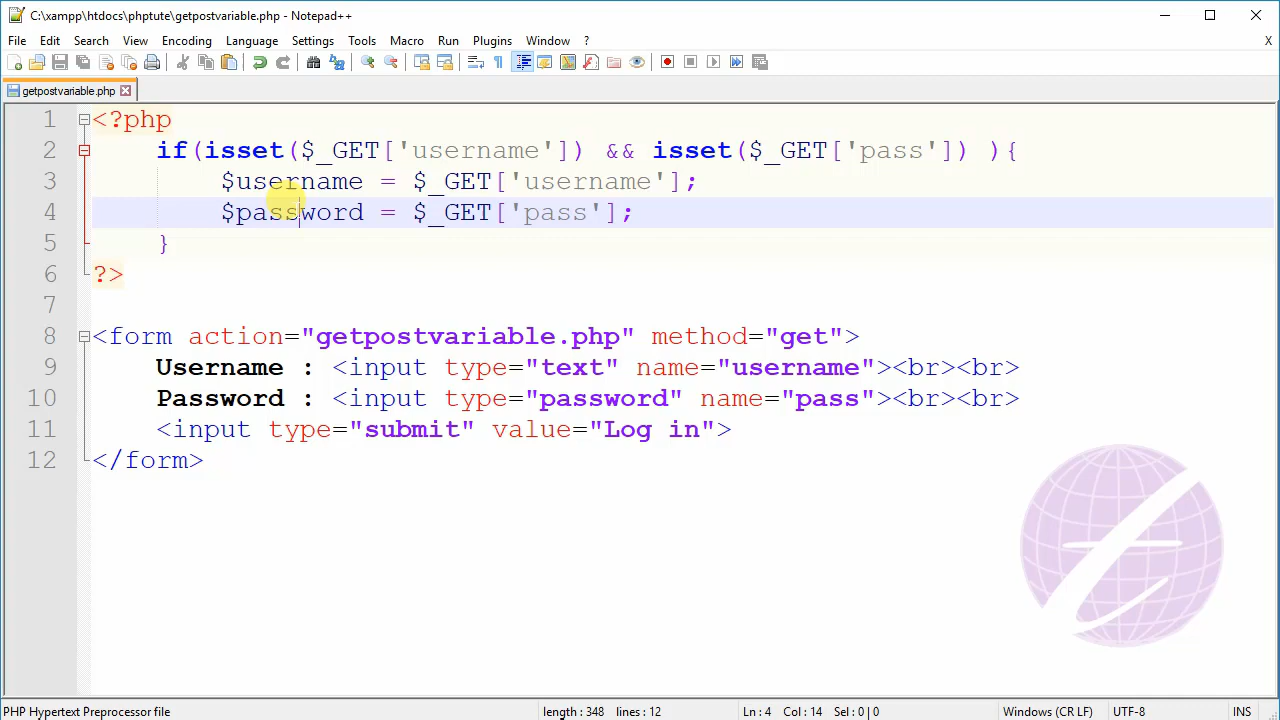 C:\xampp\htdocs\phptute\getpostvariable.php - Notepad++
File Edit Search View Encoding Language Settings Tools Macro Run Plugins Window ? X
getpostvariable.php
1 <?php
2 if(isset($_GET['username']) && isset($_GET['pass']) ){
3 $username = $_GET['username'];
4 $password = $_GET['pass'];
5 }
6 ?>
7
8 <form action="getpostvariable.php" method="get">
9 Username : <input type="text" name="username"><br><br>
10 Password : <input type="password" name="pass"><br><br>
11 <input type="submit" value="Log in">
12 </form>
PHP Hypertext Preprocessor file length : 348 lines : 12 Ln : 4 Col : 14 Sel : 0 | 0 Windows (CR LF) UTF-8 INS